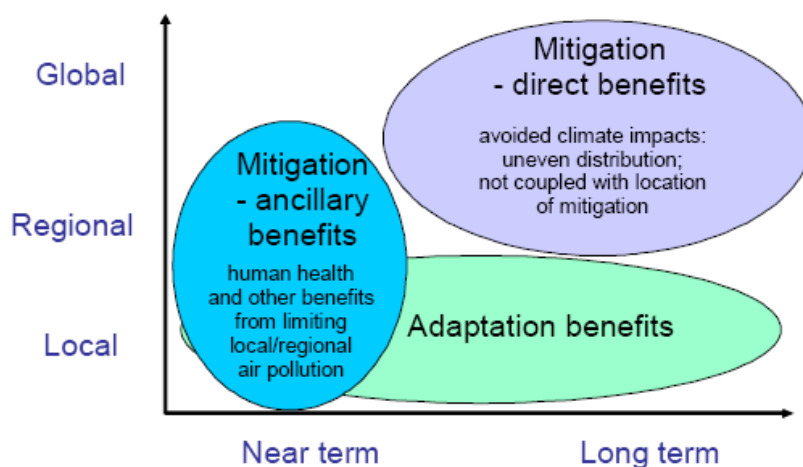 Global
Regional
Local
Mitigation
- direct benefits
avoided climate impacts:
uneven distribution;
not coupled with location
of mitigation
Mitigation
- ancillary
benefits
human health
and other benefits
from limiting
local/regional
air pollution
Adaptation benefits
Near term
Long term